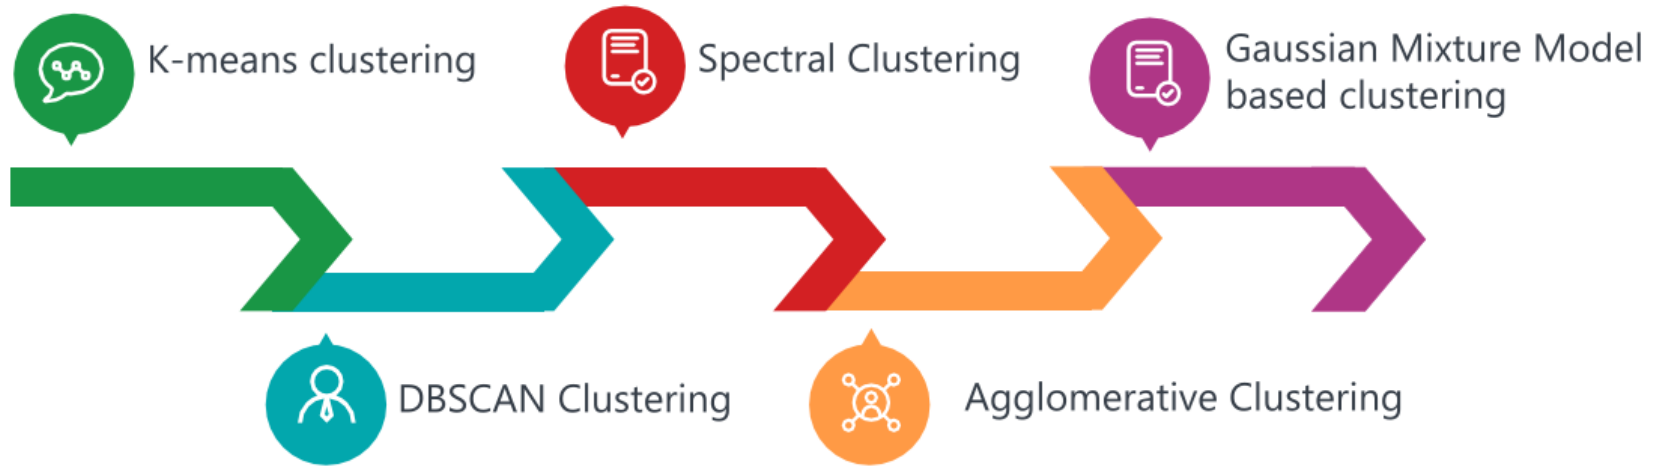 K-means clustering
Spectral Clustering
Gaussian Mixture Model
based clustering
DBSCAN Clustering
Agglomerative Clustering